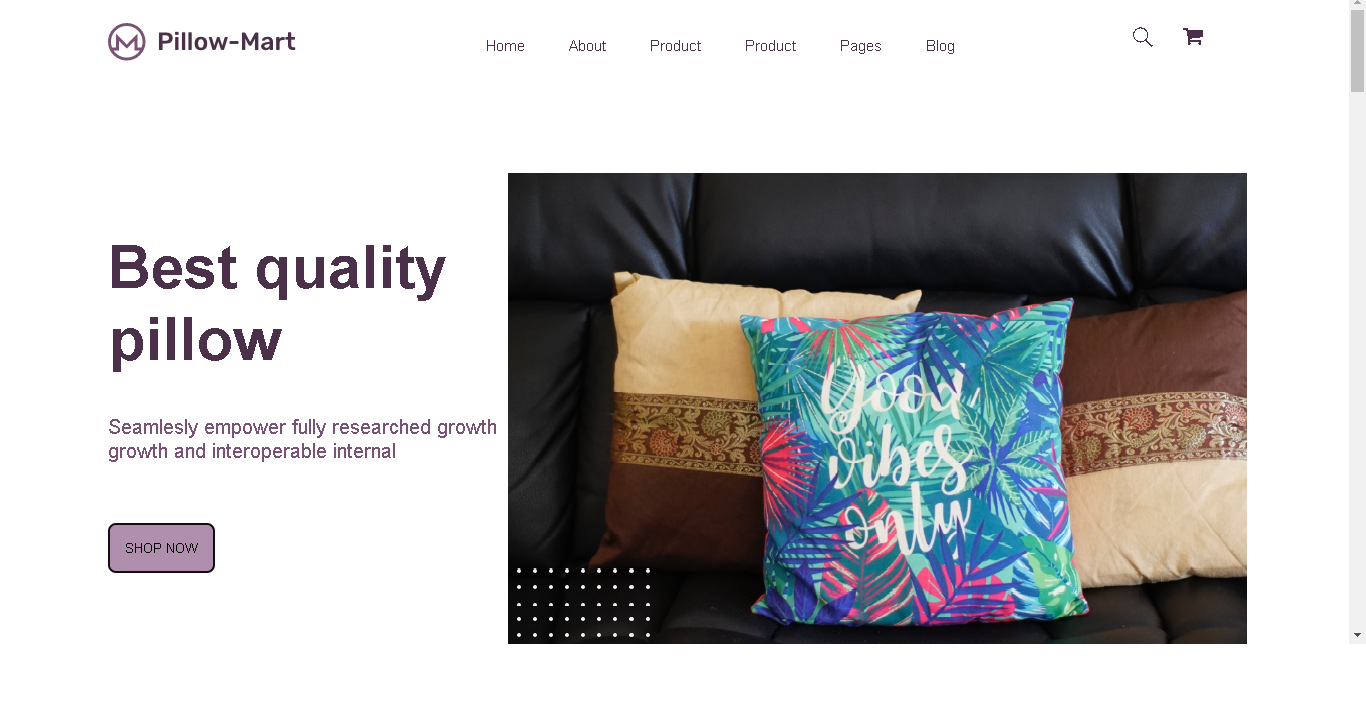 Pillow-Mart
Home About Product Product Pages Blog
Best quality
pillow
Seamlesly empower fully researched growth
growth and interoperable internal
SHOP NOW
Good
vibes
only